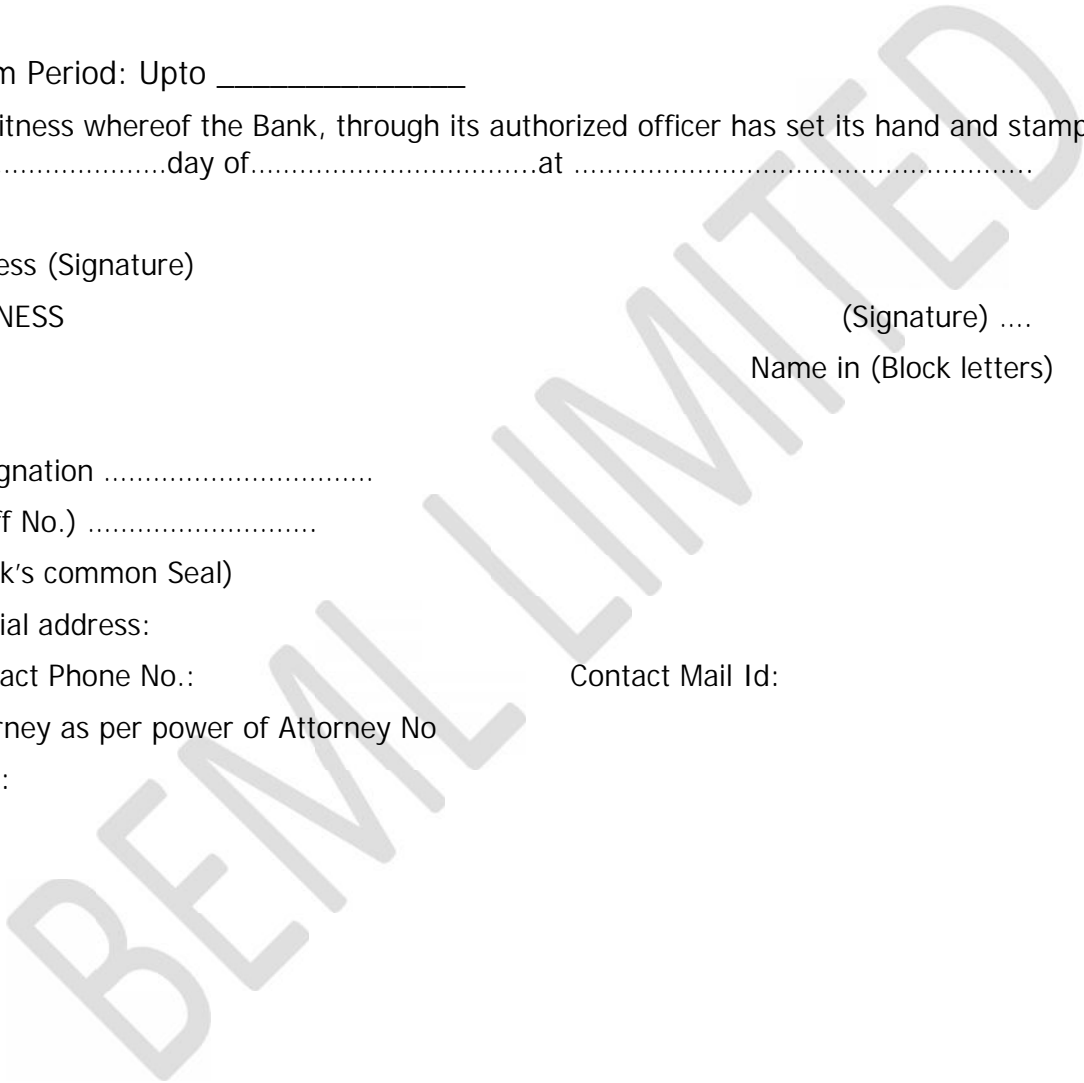 m Period: Upto ______________
itness whereof the Bank, through its authorized officer has set its hand and stamp
.....................day of...................................at ........................................................
ess (Signature)
NESS (Signature) ....
Name in (Block letters)
gnation .................................
ff No.) ............................
k's common Seal)
ial address:
act Phone No.: Contact Mail Id:
rney as per power of Attorney No
:
BEML LIMITED